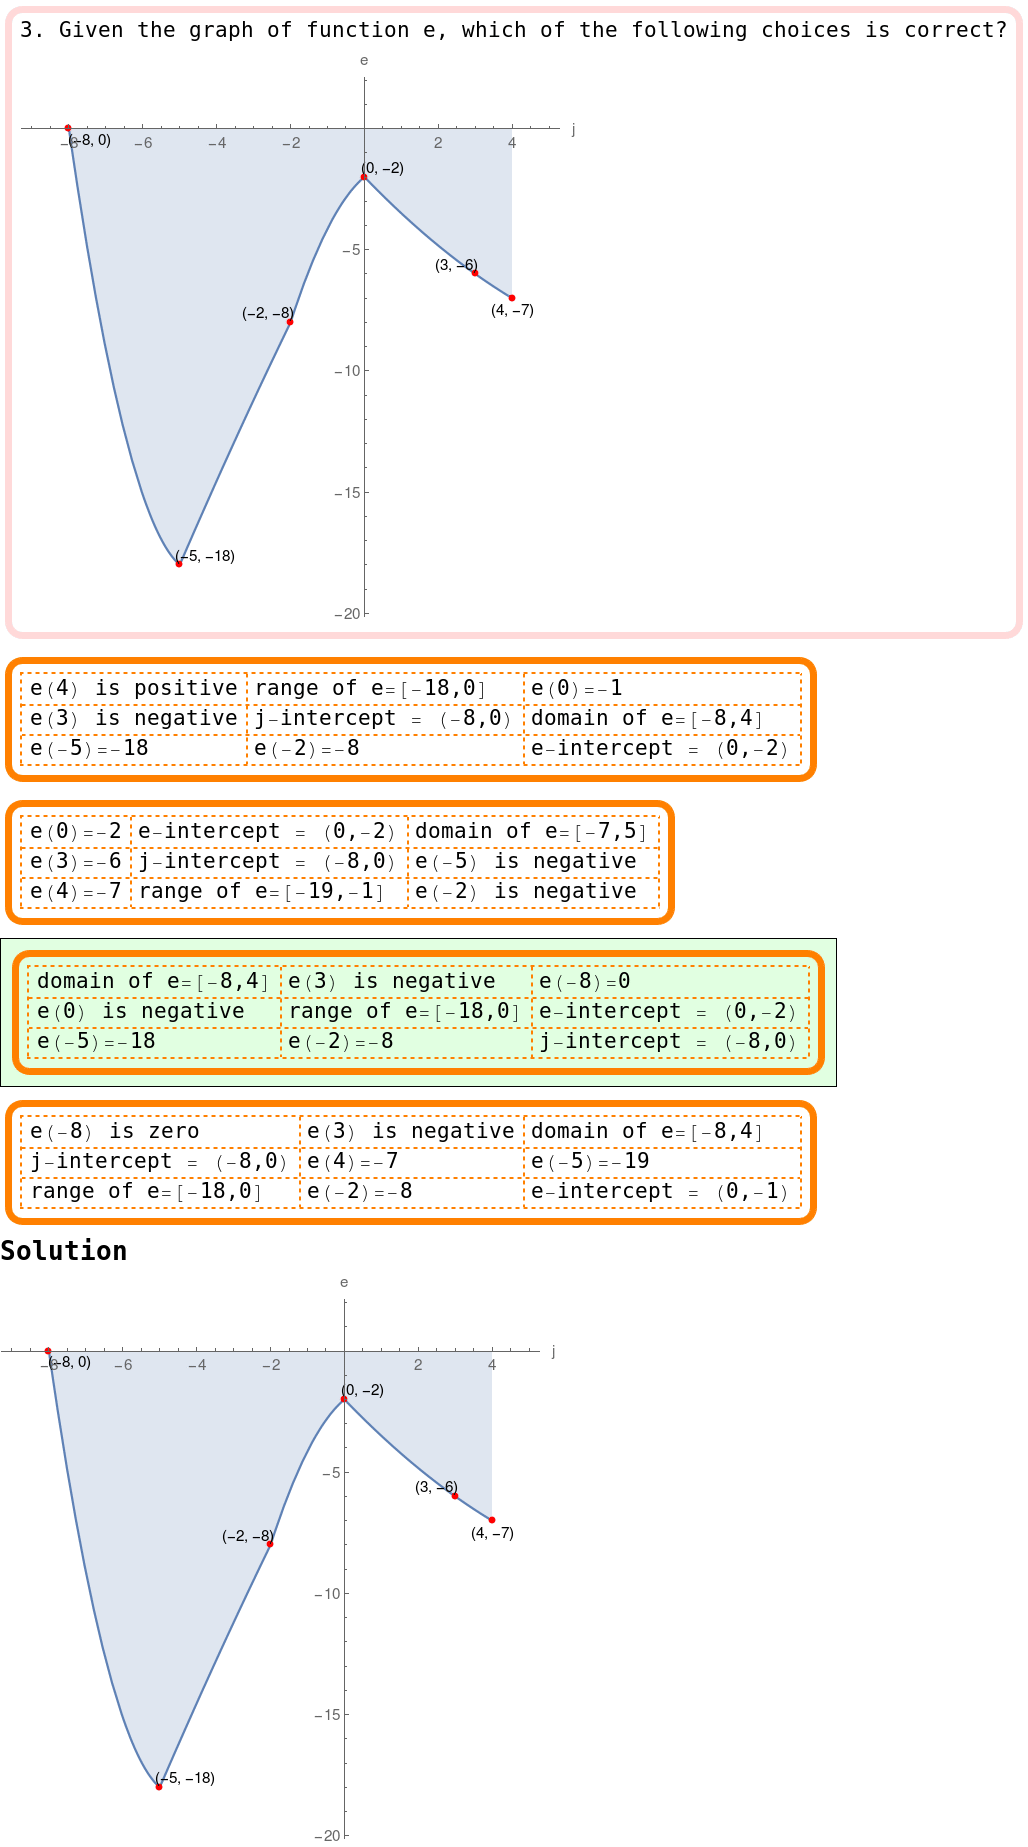 3. Given the graph of function e, which of the following choices is correct?
e
j
(−8, 0)
−8 −6 −4 −2 2 4
(0, −2)
−5
(3, −6)
(4, −7)
(−2, −8)
−10
−15
(−5, −18)
−20
e(4) is positive range of e=[-18,0] e(0)=-1
e(3) is negative j-intercept = (-8,0) domain of e=[-8,4]
e(-5)=-18 e(-2)=-8 e-intercept = (0,-2)
e(0)=-2 e-intercept = (0,-2) domain of e=[-7,5]
e(3)=-6 j-intercept = (-8,0) e(-5) is negative
e(4)=-7 range of e=[-19,-1] e(-2) is negative
domain of e=[-8,4] e(3) is negative e(-8)=0
e(0) is negative range of e=[-18,0] e-intercept = (0,-2)
e(-5)=-18 e(-2)=-8 j-intercept = (-8,0)
e(-8) is zero e(3) is negative domain of e=[-8,4]
j-intercept = (-8,0) e(4)=-7 e(-5)=-19
range of e=[-18,0] e(-2)=-8 e-intercept = (0,-1)
Solution
e
j
(−8, 0)
−8 −6 −4 −2 2 4
(0, −2)
−5
(3, −6)
(4, −7)
(−2, −8)
−10
−15
(−5, −18)
−20